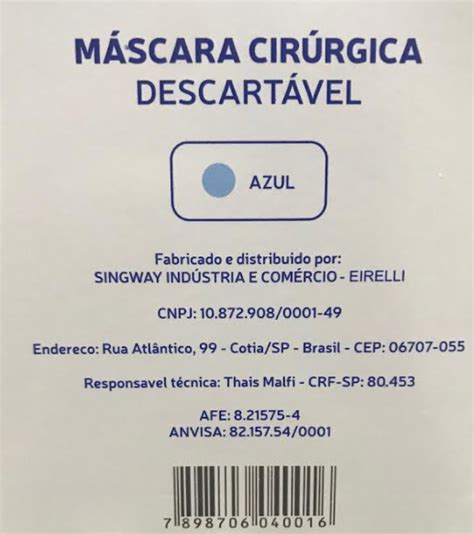 MÁSCARA CIRÚRGICA
DESCARTÁVEL
AZUL
Fabricado e distribuido por:
SINGWAY INDÚSTRIA E COMÉRCIO - EIRELLI
CNPJ: 10.872.908/0001-49
Endereco: Rua Atlântico, 99 - Cotia/SP - Brasil - CEP: 06707-055
Responsavel técnica: Thais Malfi - CRF-SP: 80.453
AFE: 8.21575-4
ANVISA: 82.157.54/0001
7 898706 040016